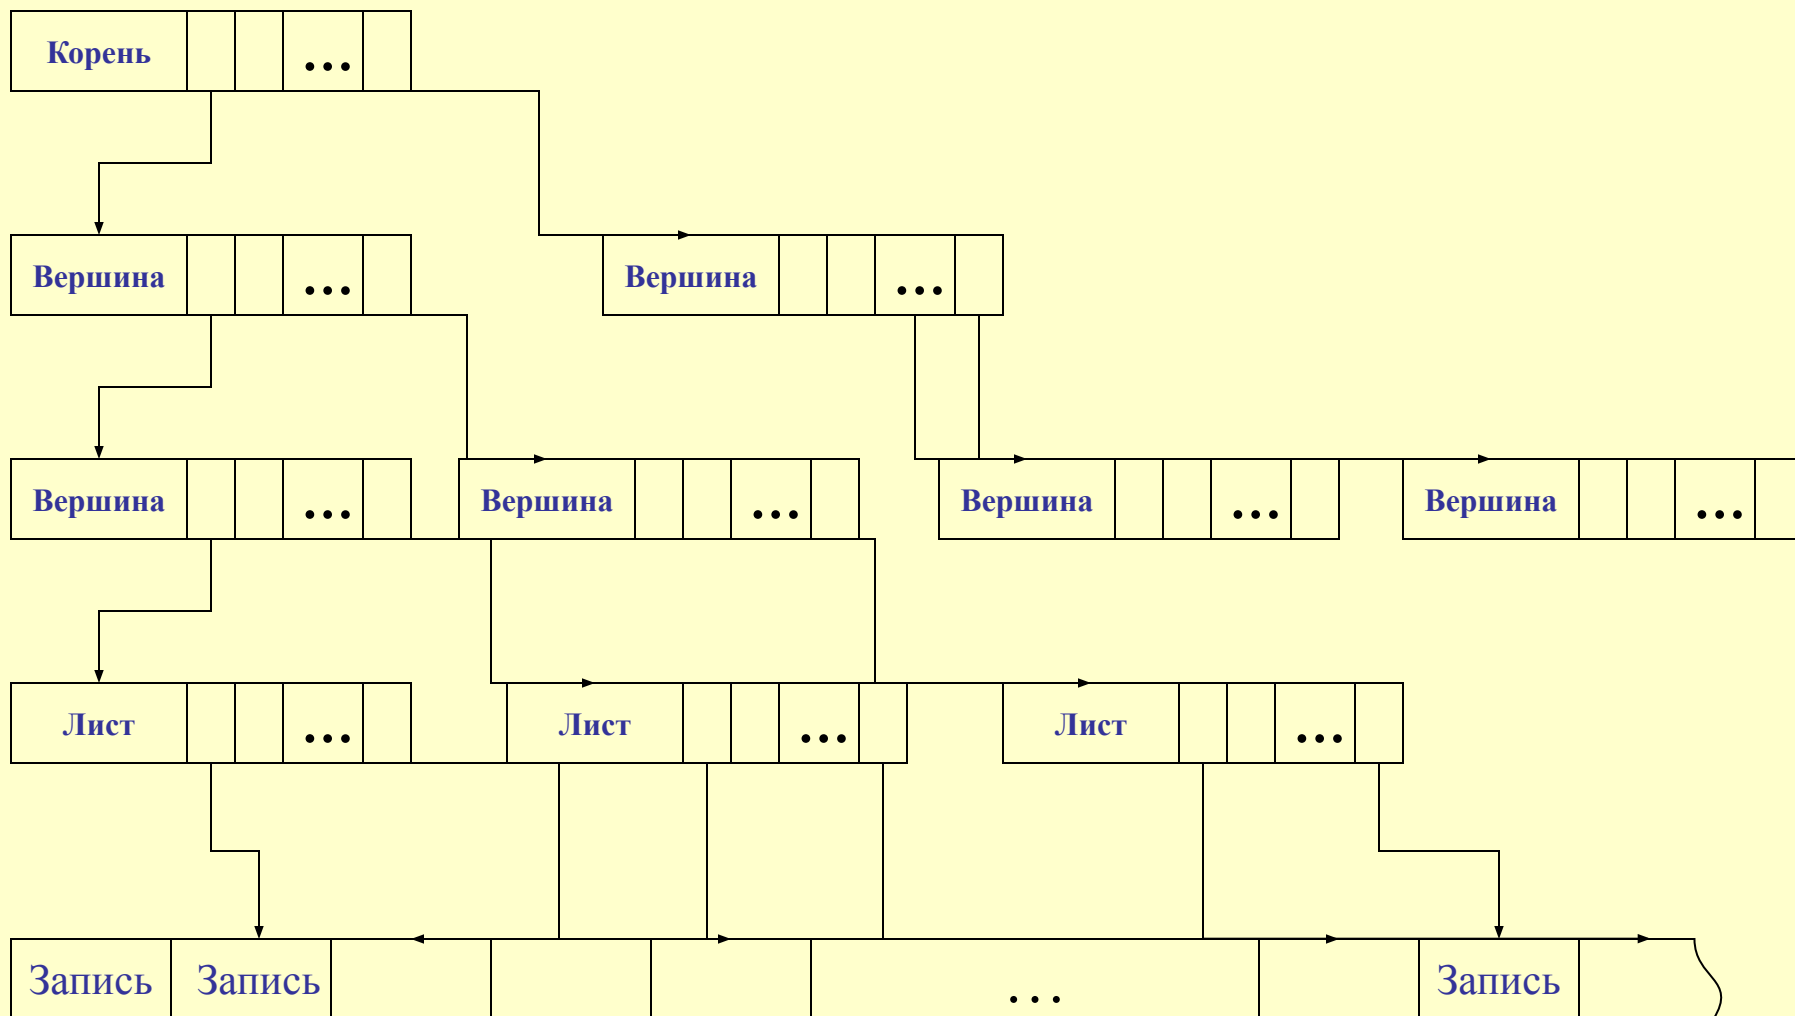 Корень ...
Вершина ... Вершина ...
Вершина ... Вершина ... Вершина ... Вершина ...
Лист ... Лист ... Лист ...
Запись Запись ... Запись